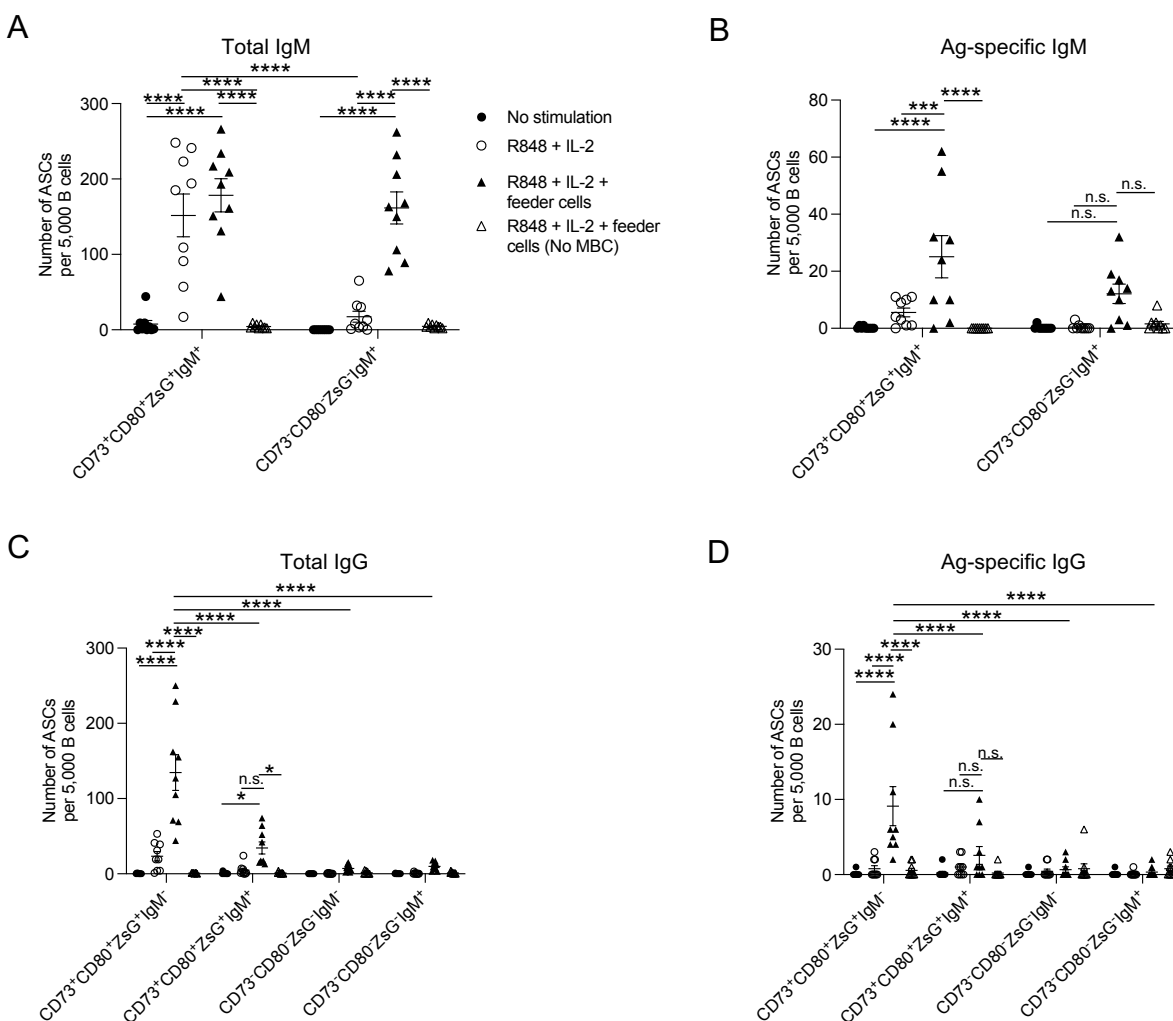 A
Total IgM
****
****
**** ****
****
****
****
****
300
200
100
0
Number of ASCs
per 5,000 B cells
CD73⁺CD80⁺ZsG⁺IgM⁺
CD73⁻CD80⁻ZsG⁻IgM⁺
No stimulation
R848 + IL-2
R848 + IL-2 +
feeder cells
R848 + IL-2 + feeder
cells (No MBC)
B
Ag-specific IgM
****
***
****
n.s.
n.s.
n.s.
80
60
40
20
0
Number of ASCs
per 5,000 B cells
CD73⁺CD80⁺ZsG⁺IgM⁺
CD73⁻CD80⁻ZsG⁻IgM⁺
C
Total IgG
****
****
****
****
****
****
*
n.s.
*
300
200
100
0
Number of ASCs
per 5,000 B cells
CD73⁺CD80⁺ZsG⁺IgM⁻
CD73⁺CD80⁺ZsG⁺IgM⁺
CD73⁻CD80⁻ZsG⁻IgM⁻
CD73⁻CD80⁻ZsG⁻IgM⁺
D
Ag-specific IgG
****
****
****
****
****
****
n.s.
n.s.
n.s.
30
20
10
0
Number of ASCs
per 5,000 B cells
CD73⁺CD80⁺ZsG⁺IgM⁻
CD73⁺CD80⁺ZsG⁺IgM⁺
CD73⁻CD80⁻ZsG⁻IgM⁻
CD73⁻CD80⁻ZsG⁻IgM⁺